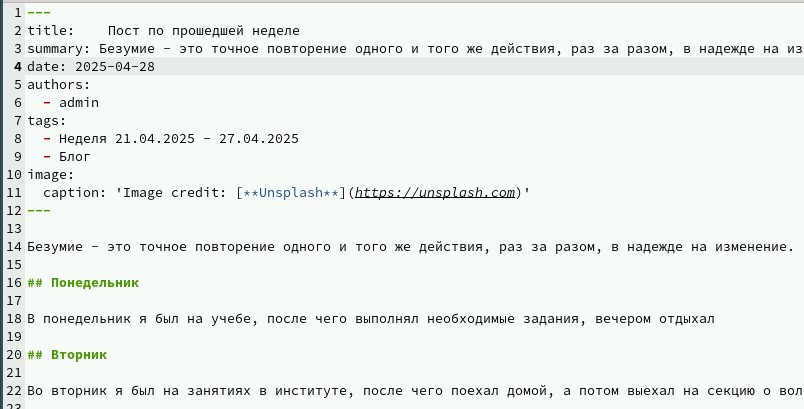 1 ---
2 title:    Пост по прошедшей неделе
3 summary: Безумие - это точное повторение одного и того же действия, раз за разом, в надежде на из
4 date: 2025-04-28
5 authors:
6   - admin
7 tags:
8   - Неделя 21.04.2025 - 27.04.2025
9   - Блог
10 image:
11   caption: 'Image credit: [**Unsplash**](https://unsplash.com)'
12 ---
13
14 Безумие - это точное повторение одного и того же действия, раз за разом, в надежде на изменение.
15
16 ## Понедельник
17
18 В понедельник я был на учебе, после чего выполнял необходимые задания, вечером отдыхал
19
20 ## Вторник
21
22 Во вторник я был на занятиях в институте, после чего поехал домой, а потом выехал на секцию о вол
23